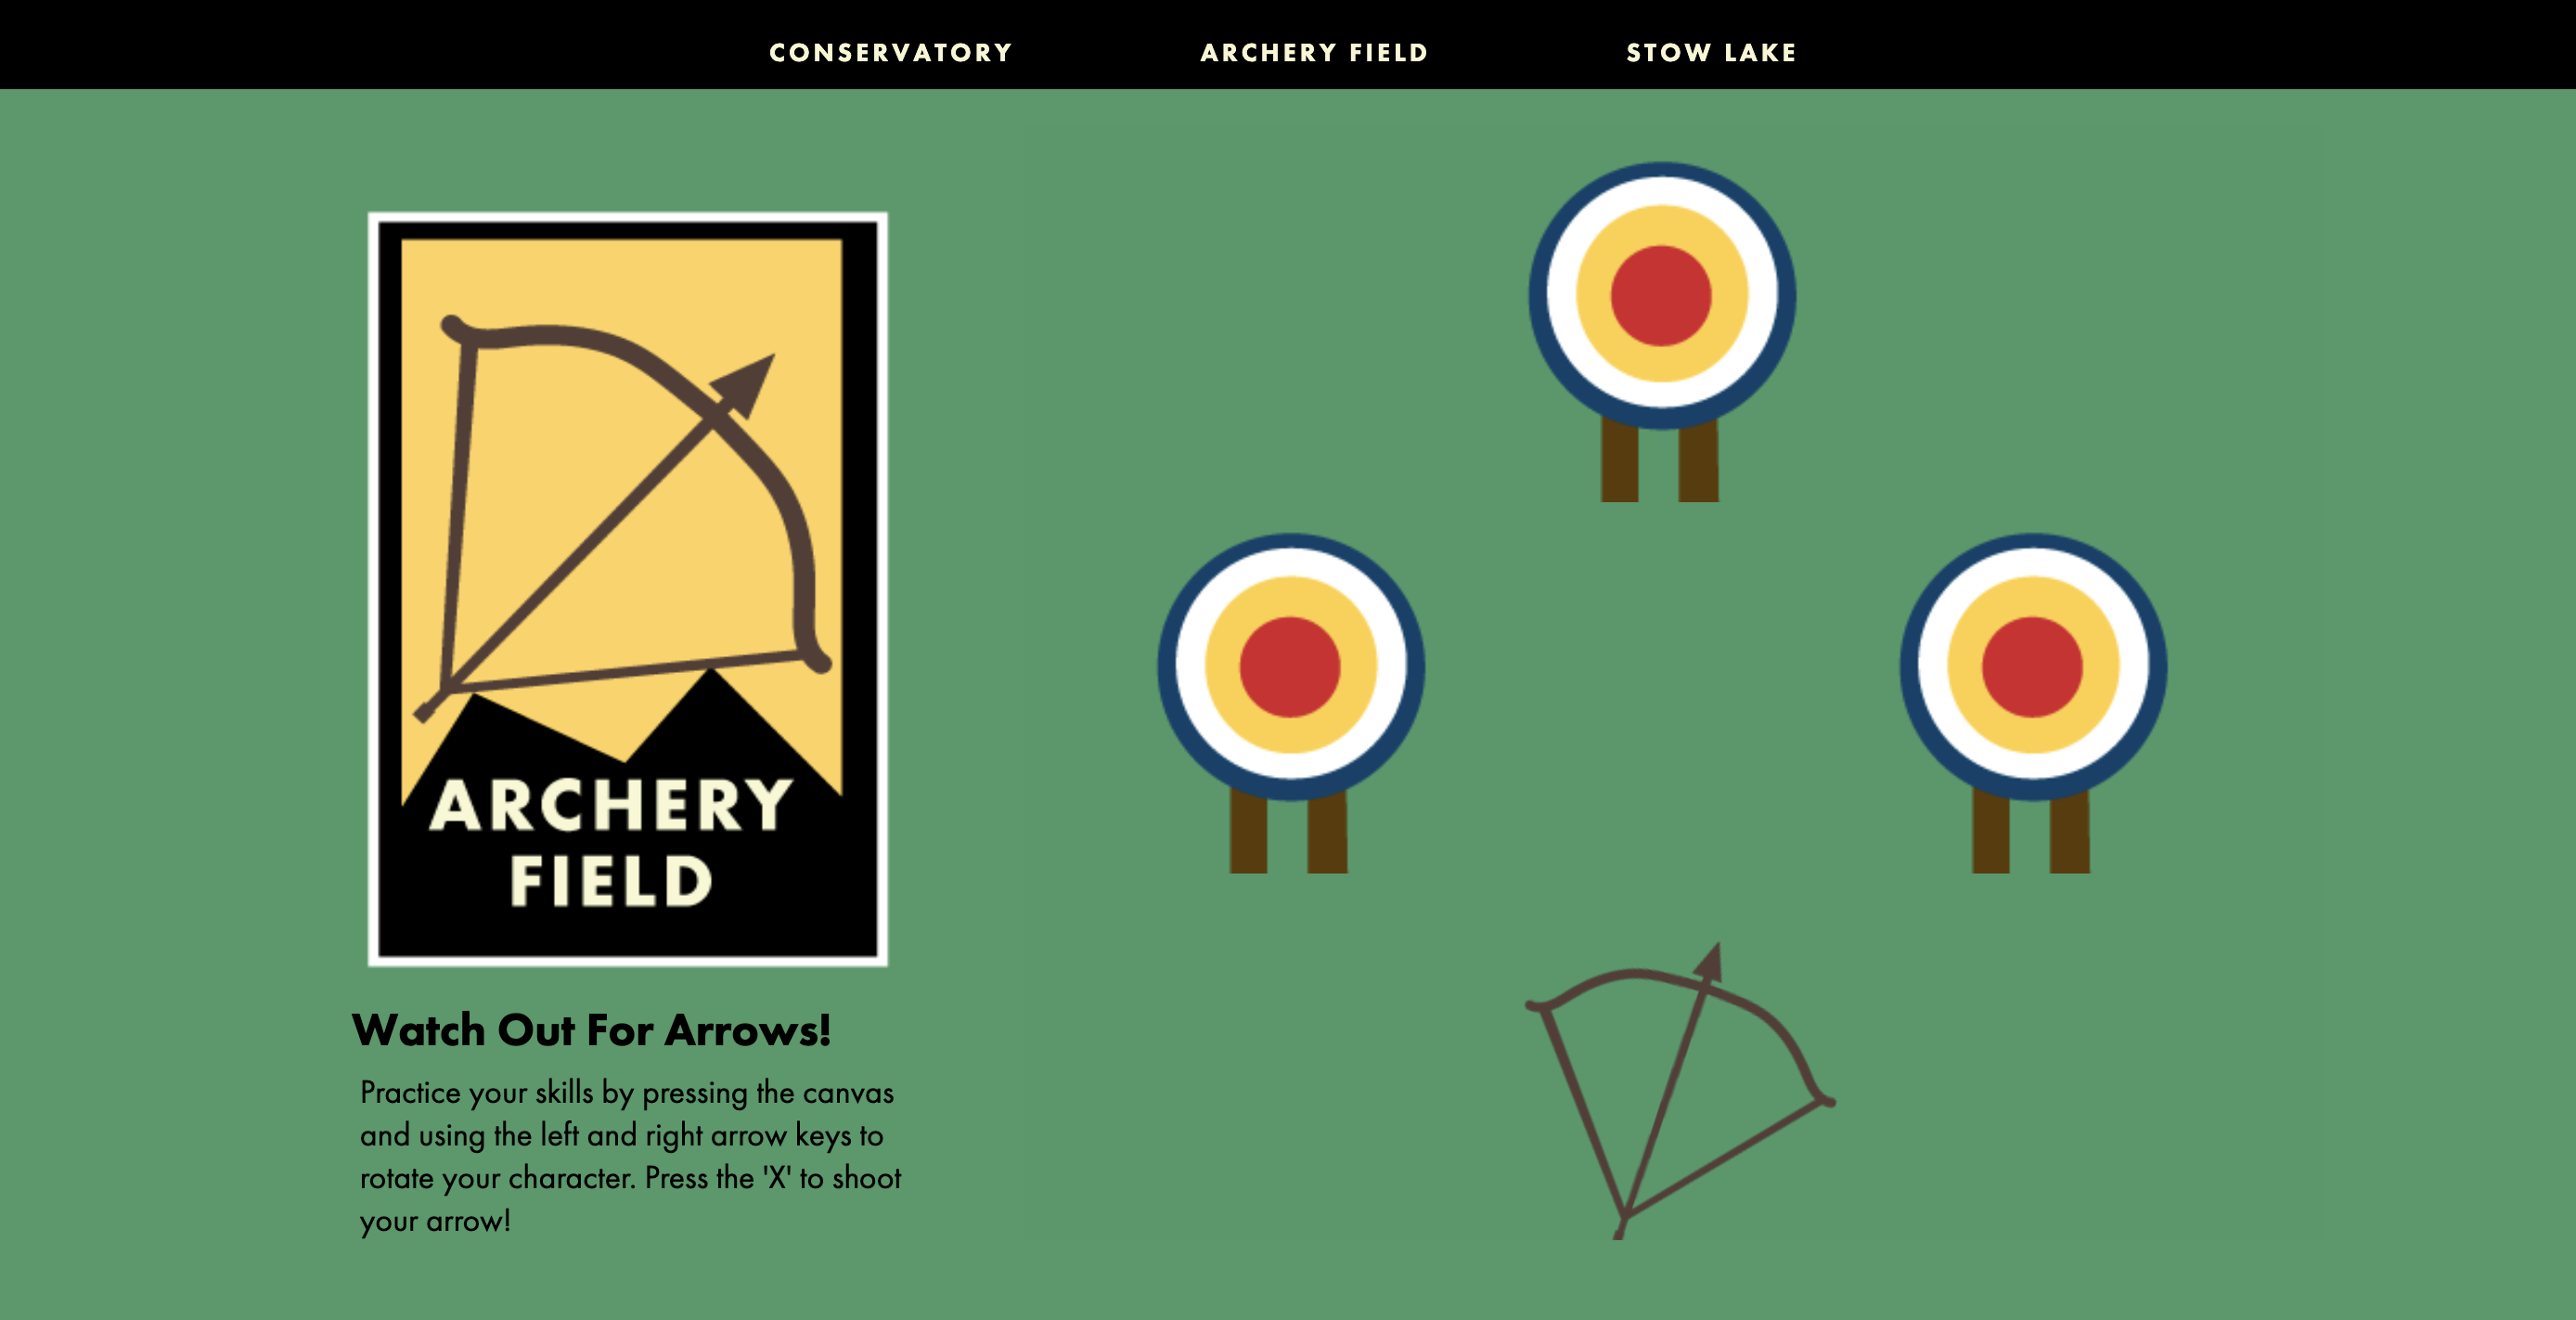 CONSERVATORY ARCHERY FIELD STOW LAKE
ARCHERY
FIELD
Watch Out For Arrows!
Practice your skills by pressing the canvas
and using the left and right arrow keys to
rotate your character. Press the 'X' to shoot
your arrow!